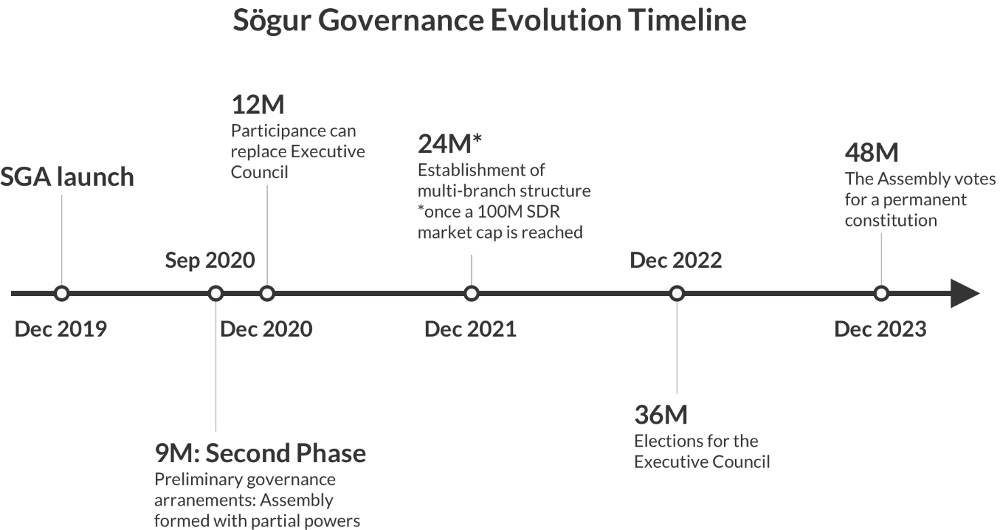 Sögur Governance Evolution Timeline
SGA launch
Dec 2019
Sep 2020
9M: Second Phase
Preliminary governance
arranements: Assembly
formed with partial powers
12M
Participance can
replace Executive
Council
Dec 2020
24M*
Establishment of
multi-branch structure
*once a 100M SDR
market cap is reached
Dec 2021
Dec 2022
36M
Elections for the
Executive Council
48M
The Assembly votes
for a permanent
constitution
Dec 2023